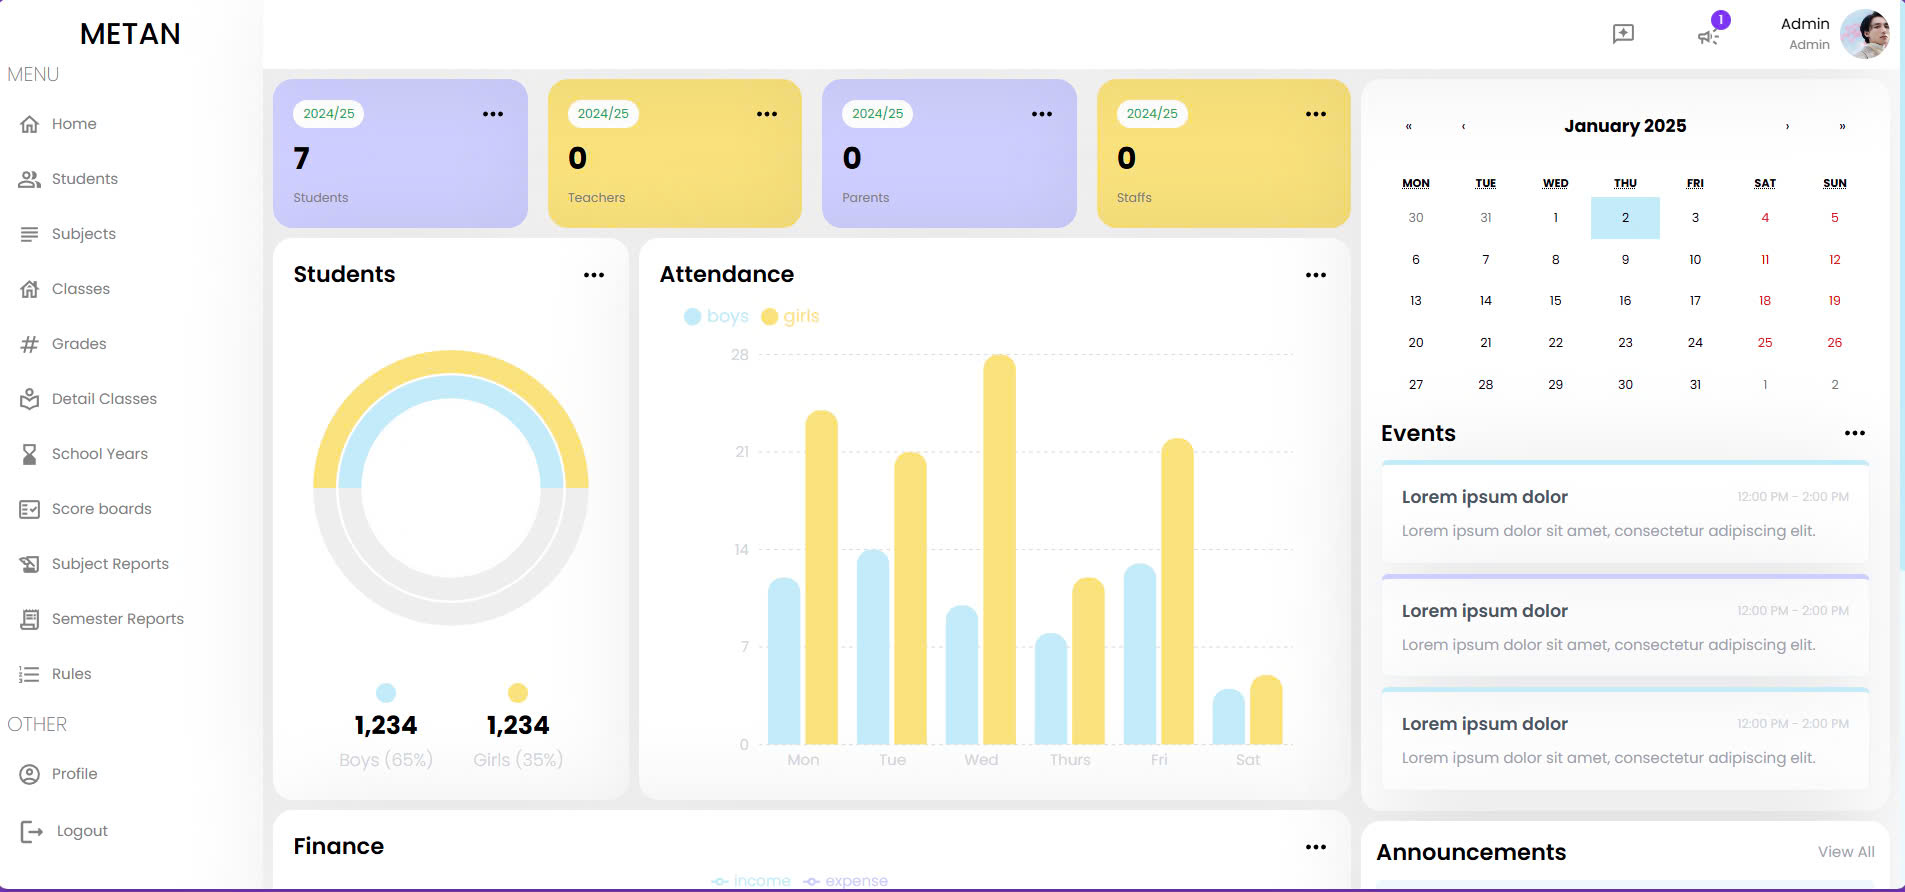 METAN
MENU
Home
Students
Subjects
Classes
Grades
Detail Classes
School Years
Score boards
Subject Reports
Semester Reports
Rules
OTHER
Profile
Logout
1
Admin
Admin
2024/25
7
Students
2024/25
0
Teachers
2024/25
0
Parents
2024/25
0
Staffs
Students
1,234
Boys (65%)
1,234
Girls (35%)
Attendance
boys girls
28
21
14
7
0
Mon Tue Wed Thurs Fri Sat
« ‹ January 2025 › »
MON TUE WED THU FRI SAT SUN
30 31 1 2 3 4 5
6 7 8 9 10 11 12
13 14 15 16 17 18 19
20 21 22 23 24 25 26
27 28 29 30 31 1 2
Events
Lorem ipsum dolor 12:00 PM - 2:00 PM
Lorem ipsum dolor sit amet, consectetur adipiscing elit.
Lorem ipsum dolor 12:00 PM - 2:00 PM
Lorem ipsum dolor sit amet, consectetur adipiscing elit.
Lorem ipsum dolor 12:00 PM - 2:00 PM
Lorem ipsum dolor sit amet, consectetur adipiscing elit.
Finance
income expense
Announcements View All